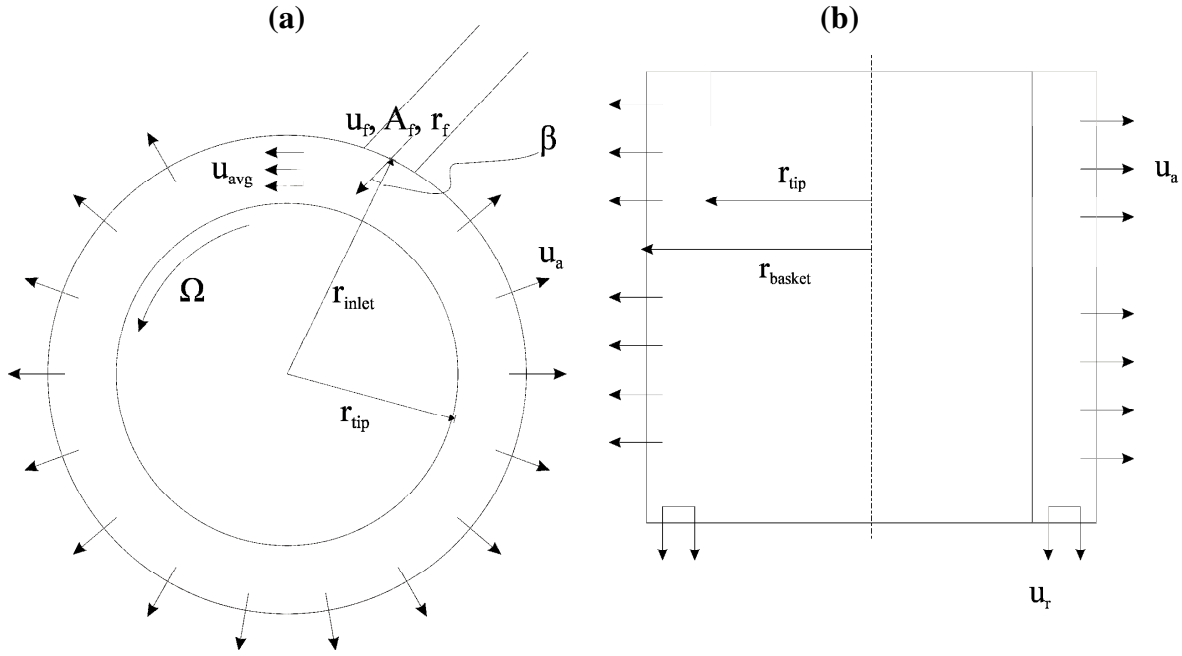 (a)
(b)
u_f, A_f, r_f
β
u_avg
u_a
Ω
r_inlet
r_tip
r_tip
r_basket
u_a
u_r